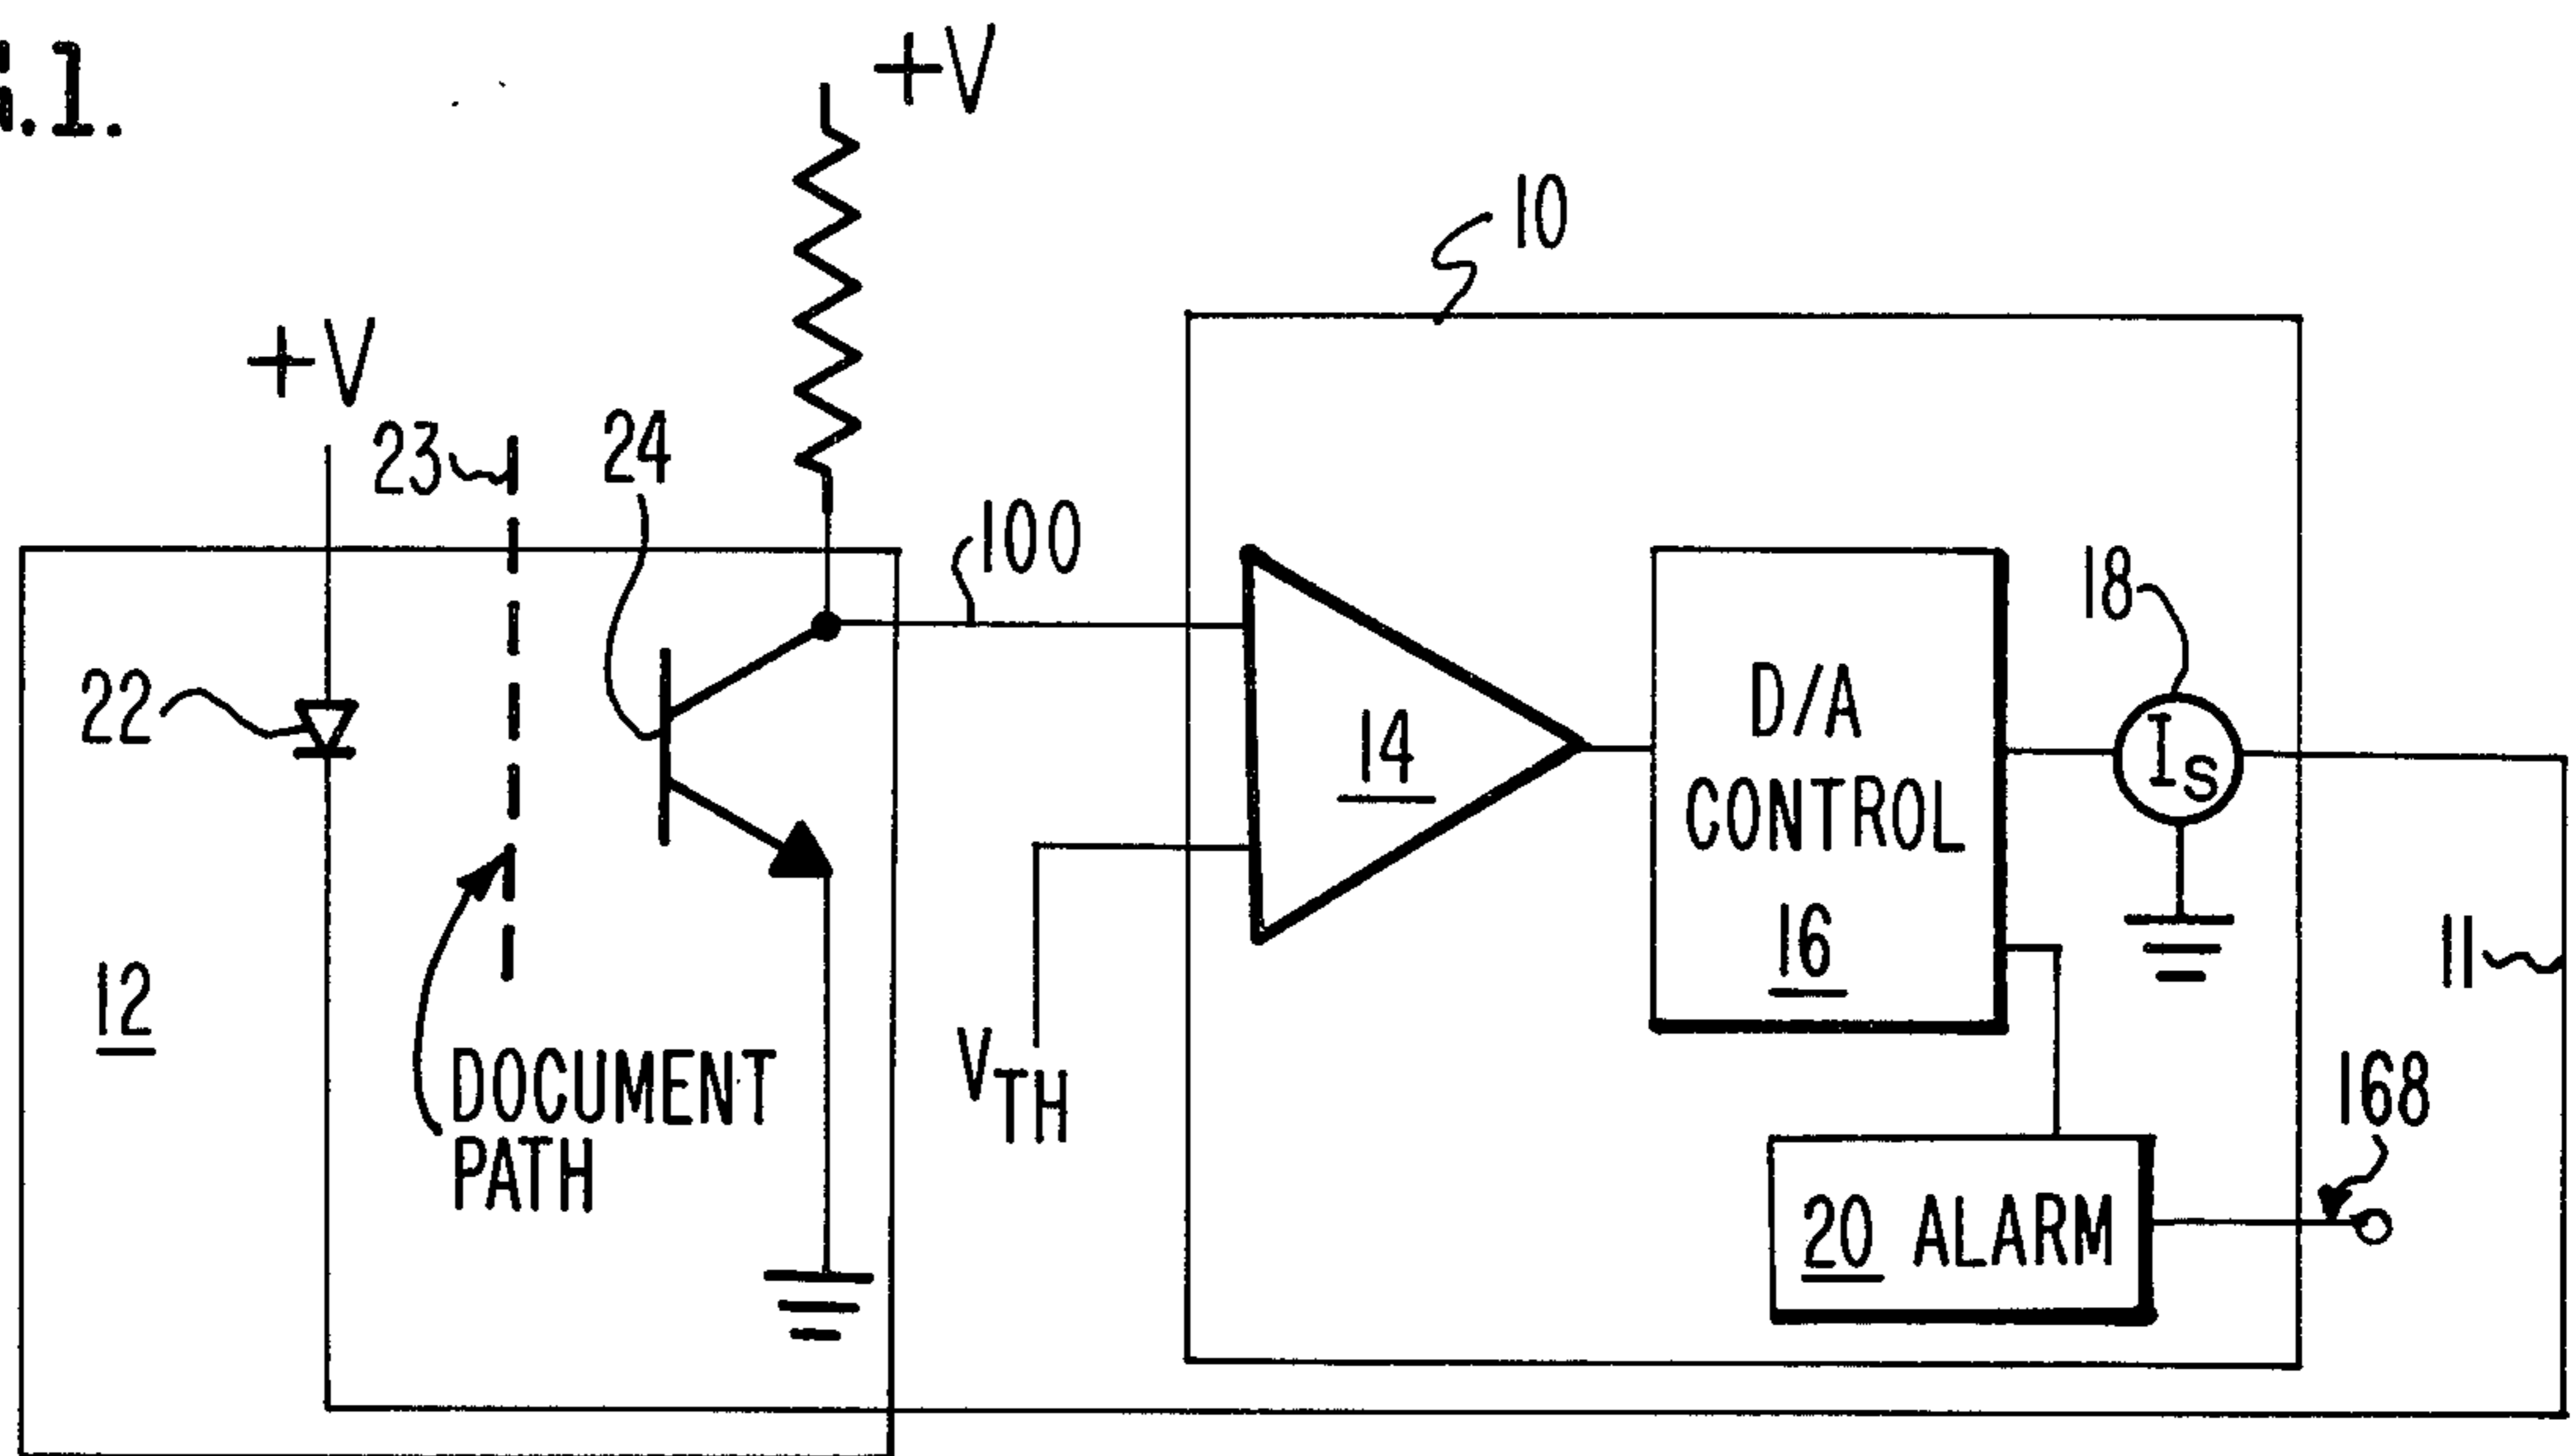 G.1.
+V
10
+V
23
24
100
18
22
14
D/A
CONTROL
16
Is
11
12
VTH
DOCUMENT
PATH
168
20 ALARM